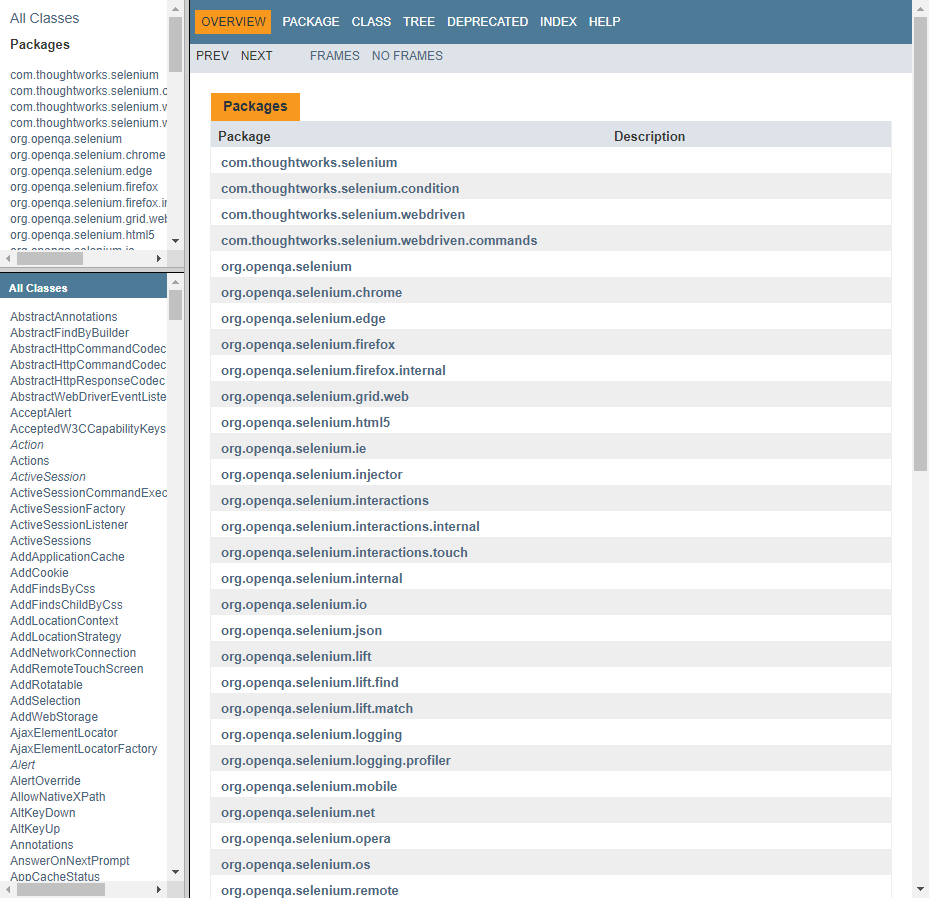 All Classes
Packages
com.thoughtworks.selenium
com.thoughtworks.selenium.c
com.thoughtworks.selenium.w
com.thoughtworks.selenium.w
org.openqa.selenium
org.openqa.selenium.chrome
org.openqa.selenium.edge
org.openqa.selenium.firefox
org.openqa.selenium.firefox.in
org.openqa.selenium.grid.web
org.openqa.selenium.html5
org.openqa.selenium.ie
All Classes
AbstractAnnotations
AbstractFindByBuilder
AbstractHttpCommandCodec
AbstractHttpCommandCodec
AbstractHttpResponseCodec
AbstractWebDriverEventListe
AcceptAlert
AcceptedW3CCapabilityKeys
Action
Actions
ActiveSession
ActiveSessionCommandExec
ActiveSessionFactory
ActiveSessionListener
ActiveSessions
AddApplicationCache
AddCookie
AddFindsByCss
AddFindsChildByCss
AddLocationContext
AddLocationStrategy
AddNetworkConnection
AddRemoteTouchScreen
AddRotatable
AddSelection
AddWebStorage
AjaxElementLocator
AjaxElementLocatorFactory
Alert
AlertOverride
AllowNativeXPath
AltKeyDown
AltKeyUp
Annotations
AnswerOnNextPrompt
AppCacheStatus
OVERVIEW PACKAGE CLASS TREE DEPRECATED INDEX HELP
PREV NEXT FRAMES NO FRAMES
Packages
Package Description
com.thoughtworks.selenium
com.thoughtworks.selenium.condition
com.thoughtworks.selenium.webdriven
com.thoughtworks.selenium.webdriven.commands
org.openqa.selenium
org.openqa.selenium.chrome
org.openqa.selenium.edge
org.openqa.selenium.firefox
org.openqa.selenium.firefox.internal
org.openqa.selenium.grid.web
org.openqa.selenium.html5
org.openqa.selenium.ie
org.openqa.selenium.injector
org.openqa.selenium.interactions
org.openqa.selenium.interactions.internal
org.openqa.selenium.interactions.touch
org.openqa.selenium.internal
org.openqa.selenium.io
org.openqa.selenium.json
org.openqa.selenium.lift
org.openqa.selenium.lift.find
org.openqa.selenium.lift.match
org.openqa.selenium.logging
org.openqa.selenium.logging.profiler
org.openqa.selenium.mobile
org.openqa.selenium.net
org.openqa.selenium.opera
org.openqa.selenium.os
org.openqa.selenium.remote